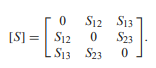 [S] = [ 0 S₁₂ S₁₃
S₁₂ 0 S₂₃
S₁₃ S₂₃ 0 ].